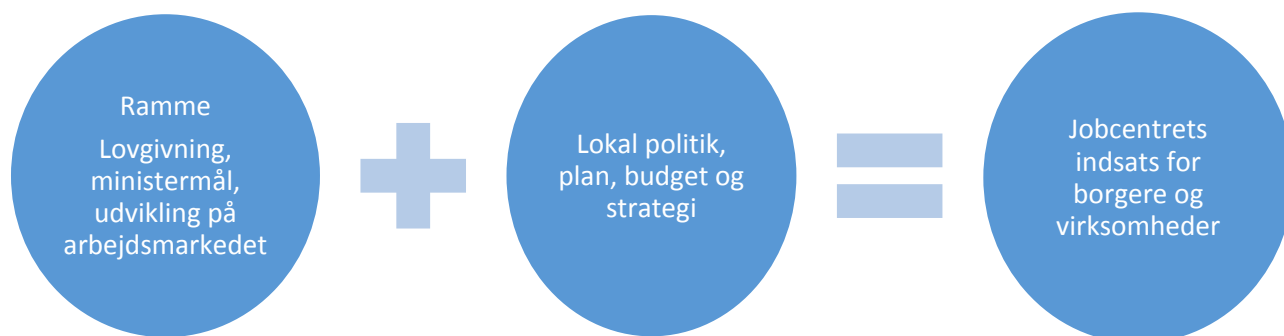 Ramme
Lovgivning,
ministermål,
udvikling på
arbejdsmarkedet
Lokal politik,
plan, budget og
strategi
Jobcentrets
indsats for
borgere og
virksomheder